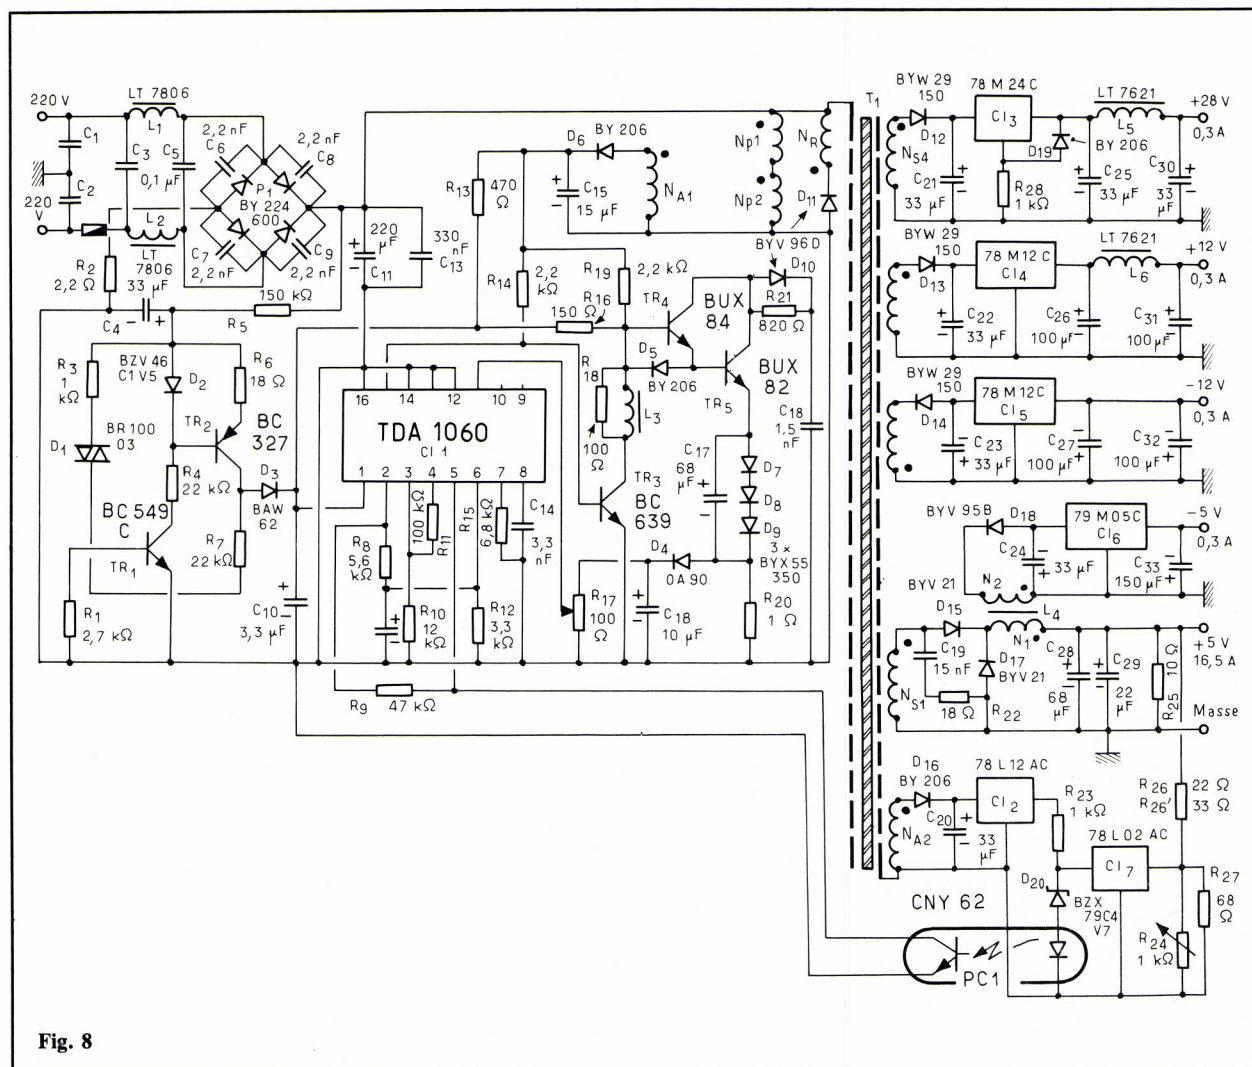 220 V
LT 7806
L1
C1
C3
0,1 µF
C5
2,2 nF
C6
2,2 nF
C8
P1
BY 224
600
C2
220
V
L2
LT
7806
C7
2,2 nF
C9
2,2 nF
R2
2,2 Ω
33
µF
C4
- +
150 kΩ
R5
220
µF
+
-
C11
330
nF
C13
R13
470
Ω
D6
BY 206
C15
15 µF
+
-
NA1
Np1
NR
Np2
D11
BYV 96 D
D10
R14
2,2
kΩ
R19
2,2 kΩ
150 Ω
R16
TR4
BUX
84
R21
820 Ω
BUX
82
TR5
D5
BY 206
R18
100
Ω
L3
C18
1,5
nF
R3
1
kΩ
BZV 46
C1V5
D2
R6
18 Ω
BC
327
TR2
D1
BR 100
03
R4
22 kΩ
D3
BAW
62
BC 549
C
TR1
R7
22 kΩ
R1
2,7 kΩ
C10
3,3 µF
+
-
16 14 12 10 9
TDA 1060
CI 1
1 2 3 4 5 6 7 8
R8
5,6
kΩ
100 kΩ
R11
R15
6,8 kΩ
C14
3,3
nF
TR3
BC
639
C17
68
µF
+
-
D7
D8
D9
3 ×
BYX 55
350
D4
0A 90
+
R10
12
kΩ
R12
3,3
kΩ
R17
100
Ω
+
-
C18
10 µF
R20
1 Ω
R9
47 kΩ
T1
BYW 29
150
D12
78 M 24 C
CI3
LT 7621
L5
+28 V
0,3 A
NS4
C21
33 µF
+
-
D19
BY 206
R28
1 kΩ
C25
33 µF
+
-
C30
33
µF
+
-
BYW 29
150
D13
78 M 12 C
CI4
LT 7621
L6
+12 V
0,3 A
C22
33 µF
+
-
C26
100 µF
+
-
C31
100 µF
+
-
BYW 29
150
D14
78 M 12 C
CI5
-12 V
0,3 A
C23
33 µF
-
+
C27
100 µF
-
+
C32
100 µF
-
+
BYV 95B
D18
79 M 05 C
CI6
-5 V
0,3 A
C24
33 µF
-
+
C33
150 µF
-
+
BYV 21
N2
L4
D15
N1
+5 V
16,5 A
C19
15 nF
D17
BYV 21
C28
68
µF
+
-
C29
22
µF
+
-
R25
10 Ω
NS1
18 Ω
R22
Masse
D16
BY 206
78 L 12 AC
CI2
R23
1 kΩ
R26
R26'
22 Ω
33 Ω
NA2
C20
33
µF
+
-
78 L 02 AC
CI7
R27
68
Ω
D20
BZX
79C4
V7
CNY 62
R24
1 kΩ
PC1
Fig. 8